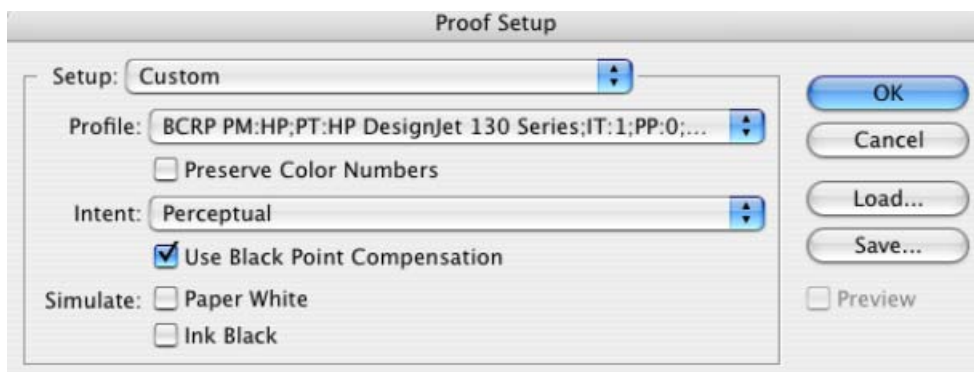 Proof Setup
Setup: Custom
OK
Profile: BCRP PM:HP;PT:HP DesignJet 130 Series;IT:1;PP:0;...
Cancel
Preserve Color Numbers
Intent: Perceptual
Load...
Use Black Point Compensation
Save...
Simulate: Paper White
Preview
Ink Black